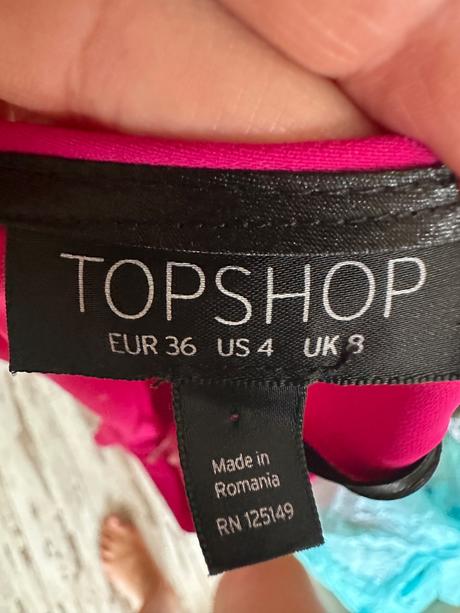 TOPSHOP
EUR 36 US 4 UK 8
Made in
Romania
RN 125149